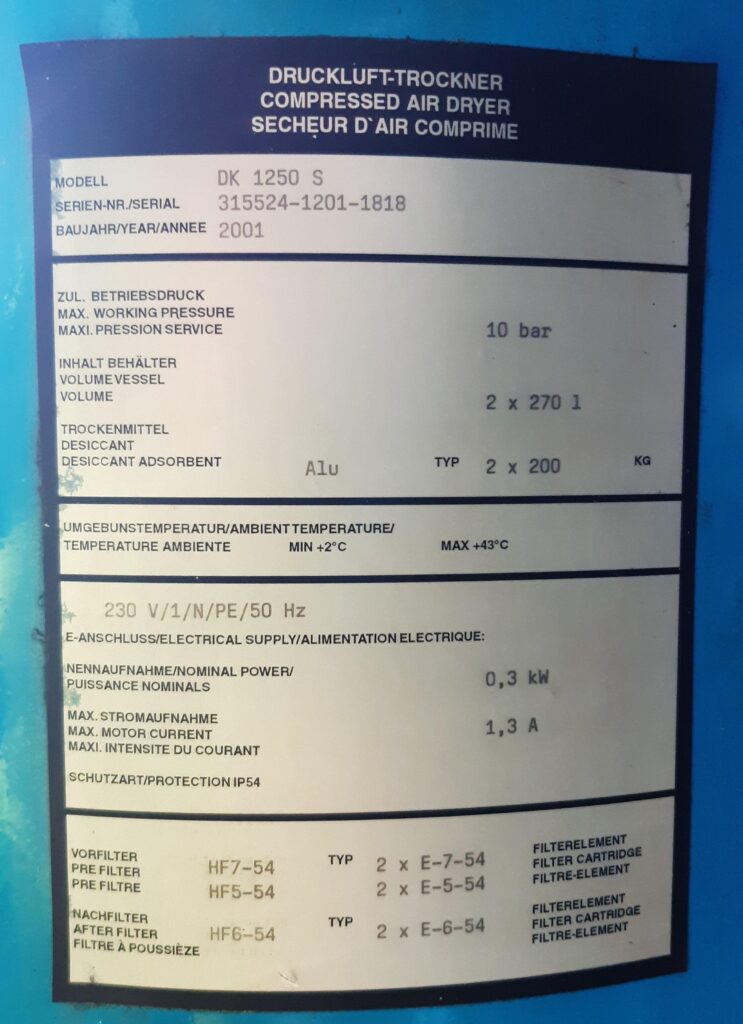 DRUCKLUFT-TROCKNER
COMPRESSED AIR DRYER
SECHEUR D`AIR COMPRIME
MODELL DK 1250 S
SERIEN-NR./SERIAL 315524-1201-1818
BAUJAHR/YEAR/ANNEE 2001
ZUL. BETRIEBSDRUCK
MAX. WORKING PRESSURE
MAXI. PRESSION SERVICE 10 bar
INHALT BEHÄLTER
VOLUME VESSEL
VOLUME 2 x 270 l
TROCKENMITTEL
DESICCANT
DESICCANT ADSORBENT Alu TYP 2 x 200 KG
UMGEBUNSTEMPERATUR/AMBIENT TEMPERATURE/
TEMPERATURE AMBIENTE MIN +2°C MAX +43°C
230 V/1/N/PE/50 Hz
E-ANSCHLUSS/ELECTRICAL SUPPLY/ALIMENTATION ELECTRIQUE:
NENNAUFNAHME/NOMINAL POWER/
PUISSANCE NOMINALS 0,3 kW
MAX. STROMAUFNAHME
MAX. MOTOR CURRENT 1,3 A
MAXI. INTENSITE DU COURANT
SCHUTZART/PROTECTION IP54
VORFILTER HF7-54 TYP 2 x E-7-54 FILTERELEMENT
PRE FILTER FILTER CARTRIDGE
PRE FILTRE HF5-54 2 x E-5-54 FILTRE-ELEMENT
NACHFILTER TYP FILTERELEMENT
AFTER FILTER HF6-54 2 x E-6-54 FILTER CARTRIDGE
FILTRE À POUSSIÈZE FILTRE-ELEMENT